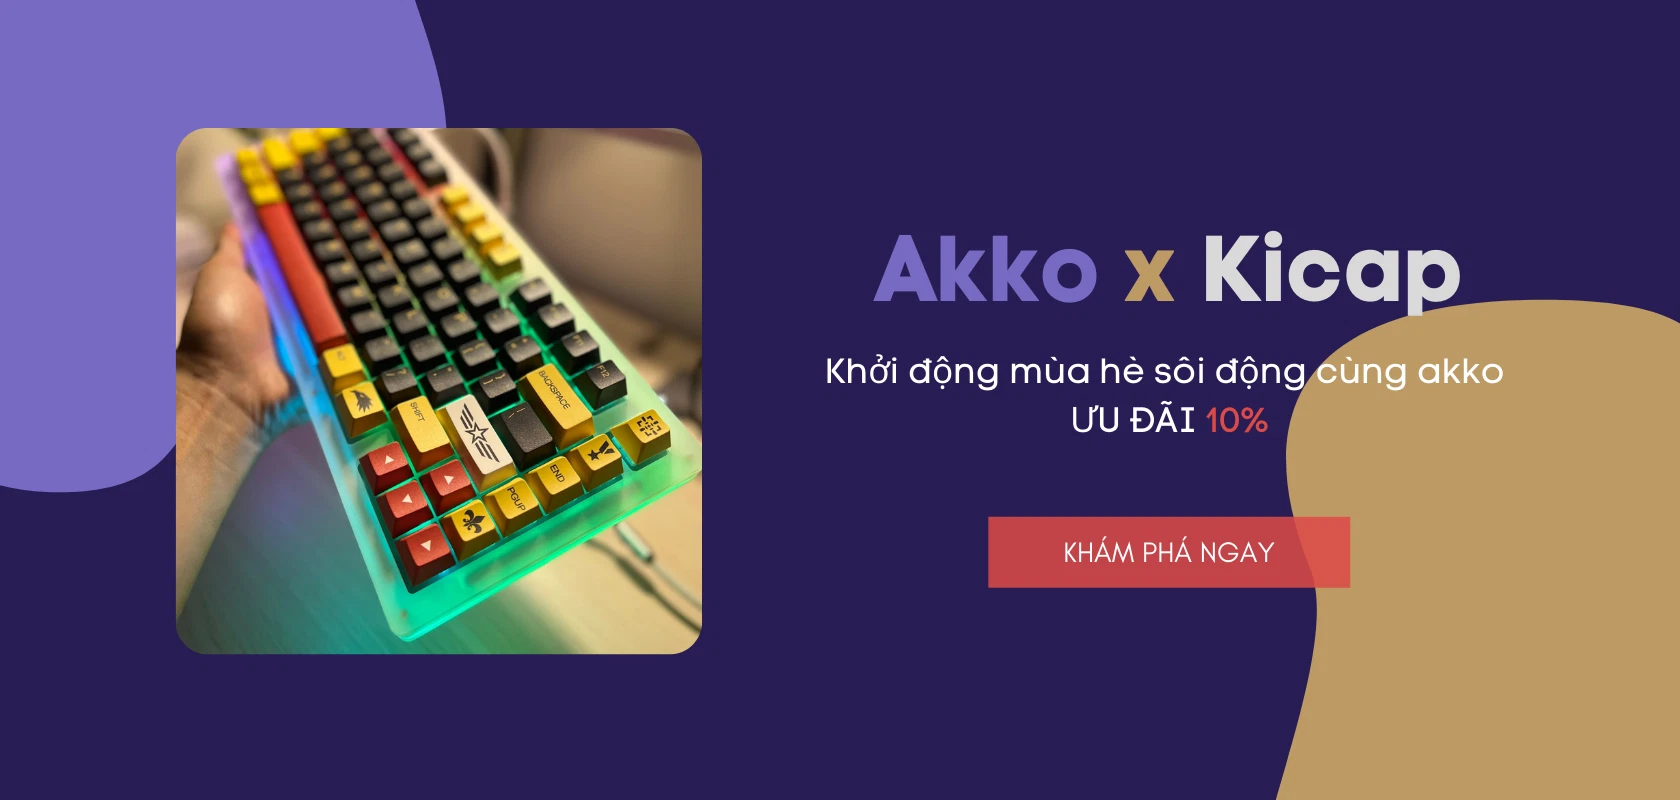 Akko x Kicap
Khởi động mùa hè sôi động cùng akko
ƯU ĐÃI 10%
KHÁM PHÁ NGAY
F12
BACKSPACE
SHIFT
END
PGUP